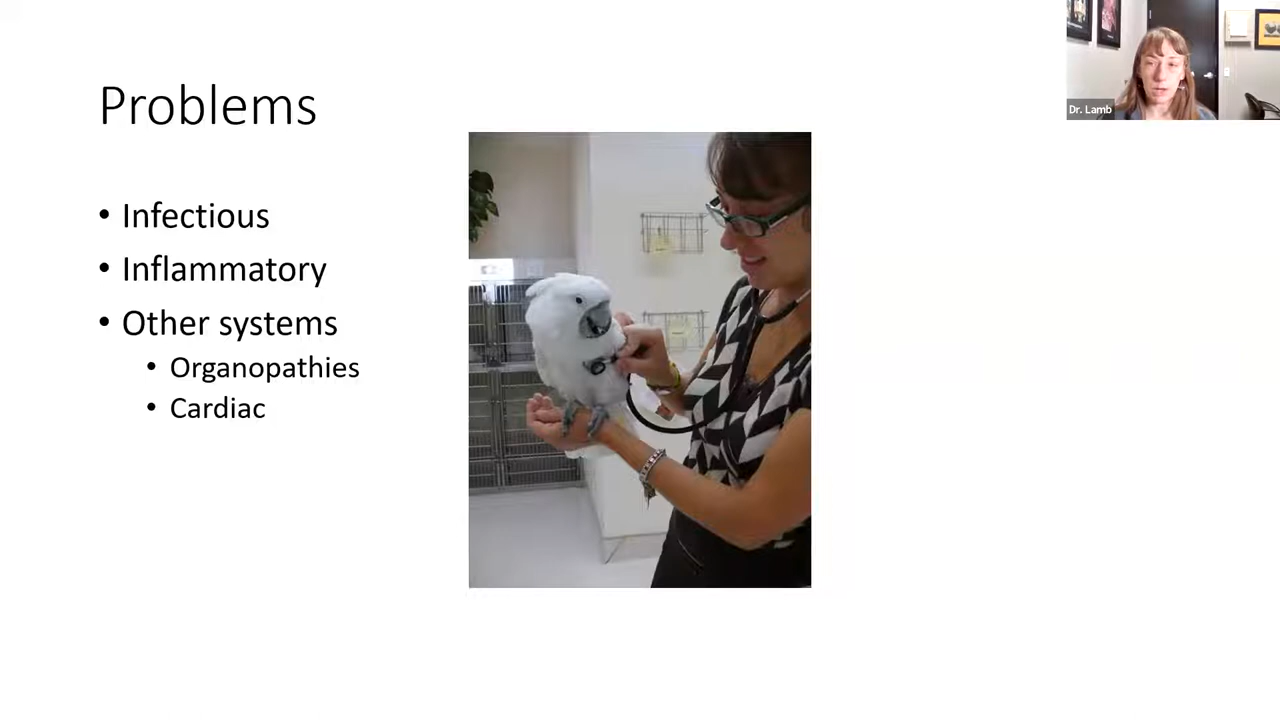 Problems
Dr. Lamb
• Infectious
• Inflammatory
• Other systems
• Organopathies
• Cardiac